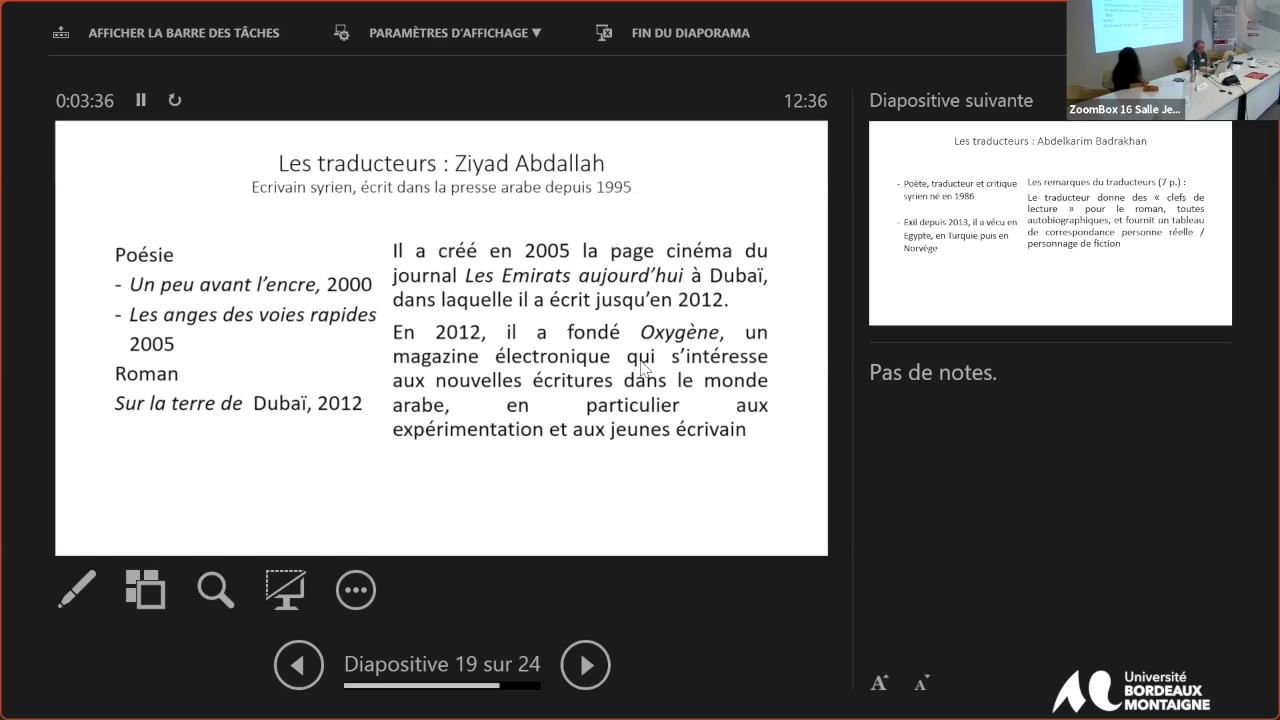 AFFICHER LA BARRE DES TÂCHES
PARAMÈTRES D'AFFICHAGE ▼
FIN DU DIAPORAMA
ZoomBox 16 Salle Je...
0:03:36
12:36
Les traducteurs : Ziyad Abdallah
Ecrivain syrien, écrit dans la presse arabe depuis 1995
Poésie
- Un peu avant l'encre, 2000
- Les anges des voies rapides
2005
Roman
Sur la terre de Dubaï, 2012
Il a créé en 2005 la page cinéma du
journal Les Emirats aujourd'hui à Dubaï,
dans laquelle il a écrit jusqu'en 2012.
En 2012, il a fondé Oxygène, un
magazine électronique qui s'intéresse
aux nouvelles écritures dans le monde
arabe, en particulier aux
expérimentation et aux jeunes écrivain
Diapositive suivante
Les traducteurs : Abdelkarim Badrakhan
- Poète, traducteur et critique
syrien né en 1986
- Exil depuis 2013, il a vécu en
Egypte, en Turquie puis en
Norvège
Les remarques du traducteurs (7 p.) :
Le traducteur donne des « clefs de
lecture » pour le roman, toutes
autobiographiques, et fournit un tableau
de correspondance personne réelle /
personnage de fiction
Pas de notes.
Diapositive 19 sur 24
A A
Université
BORDEAUX
MONTAIGNE